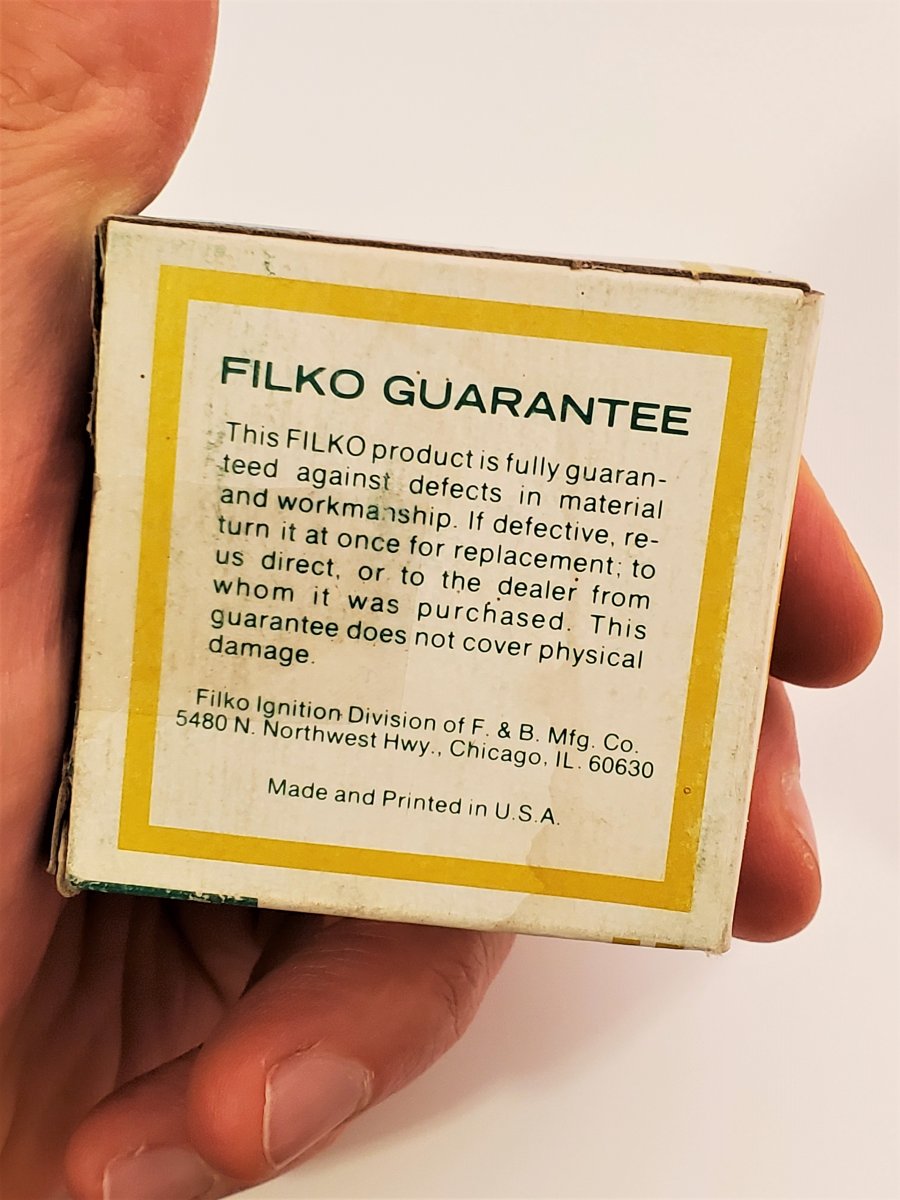 FILKO GUARANTEE
This FILKO product is fully guaran-
teed against defects in material
and workmanship. If defective, re-
turn it at once for replacement; to
us direct, or to the dealer from
whom it was purchased. This
guarantee does not cover physical
damage.
Filko Ignition Division of F. & B. Mfg. Co.
5480 N. Northwest Hwy., Chicago, IL. 60630
Made and Printed in U.S.A.